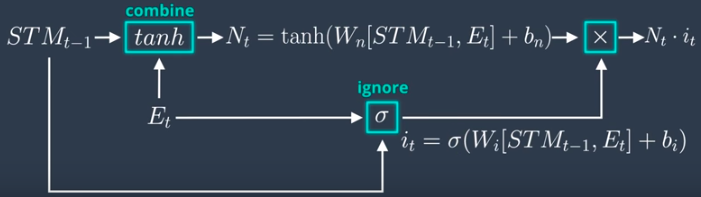 combine
STM_{t-1} tanh N_t = tanh(W_n[STM_{t-1}, E_t] + b_n) × N_t · i_t
ignore
E_t σ
i_t = σ(W_i[STM_{t-1}, E_t] + b_i)